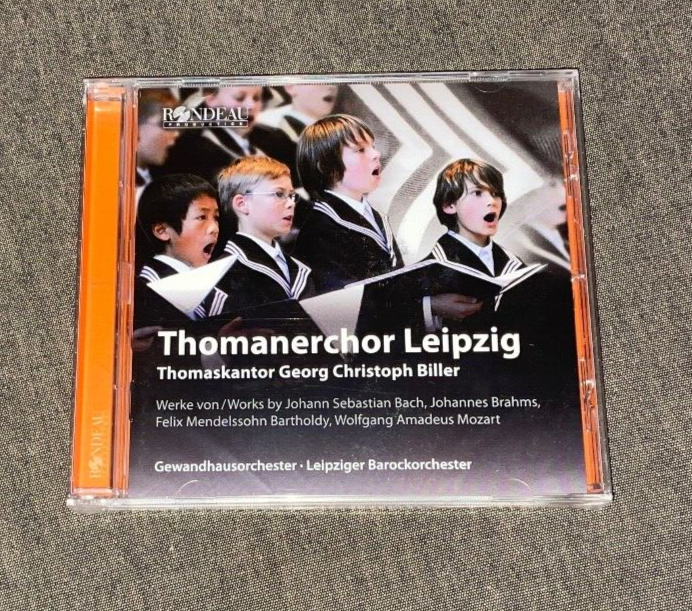 RONDEAU
PRODUCTION
Thomanerchor Leipzig
Thomaskantor Georg Christoph Biller
Werke von/Works by Johann Sebastian Bach, Johannes Brahms,
Felix Mendelssohn Bartholdy, Wolfgang Amadeus Mozart
Gewandhausorchester · Leipziger Barockorchester
RONDEAU